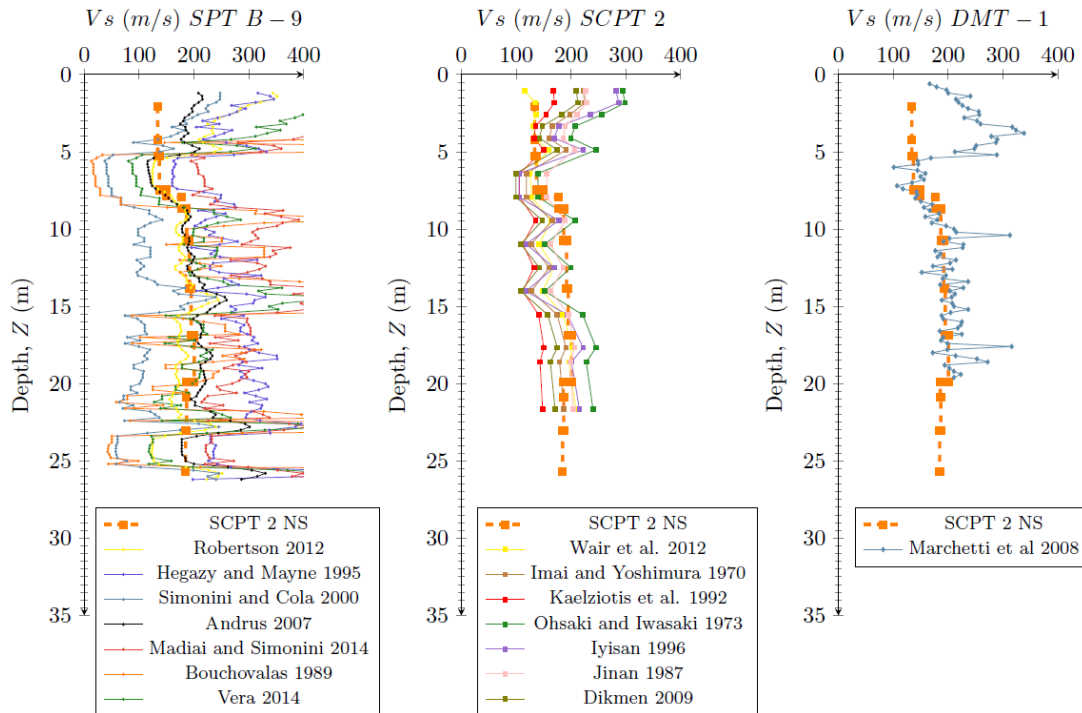 Vs (m/s) SPT B − 9
0 100 200 300 400
0
5
10
15
20
25
30
35
Depth, Z (m)
SCPT 2 NS
Robertson 2012
Hegazy and Mayne 1995
Simonini and Cola 2000
Andrus 2007
Madiai and Simonini 2014
Bouchovalas 1989
Vera 2014
Vs (m/s) SCPT 2
0 100 200 300 400
0
5
10
15
20
25
30
35
Depth, Z (m)
SCPT 2 NS
Wair et al. 2012
Imai and Yoshimura 1970
Kaelziotis et al. 1992
Ohsaki and Iwasaki 1973
Iyisan 1996
Jinan 1987
Dikmen 2009
Vs (m/s) DMT − 1
0 100 200 300 400
0
5
10
15
20
25
30
35
Depth, Z (m)
SCPT 2 NS
Marchetti et al 2008